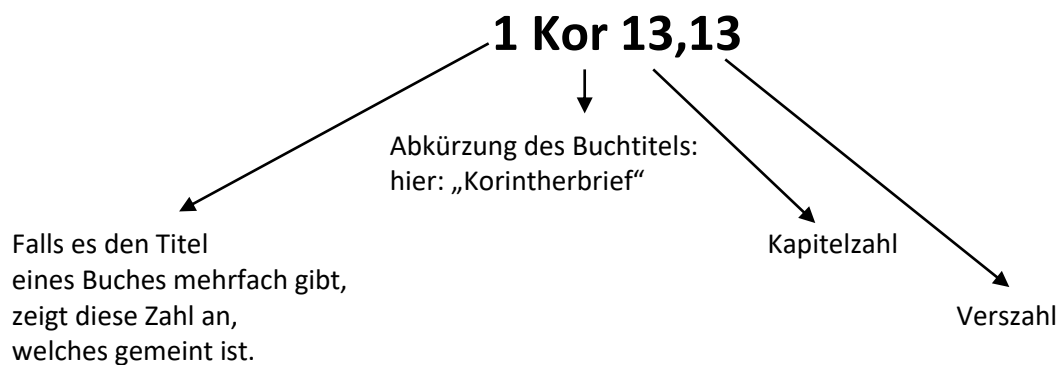 1 Kor 13,13
Abkürzung des Buchtitels:
hier: „Korintherbrief“
Falls es den Titel
eines Buches mehrfach gibt,
zeigt diese Zahl an,
welches gemeint ist.
Kapitelzahl
Verszahl